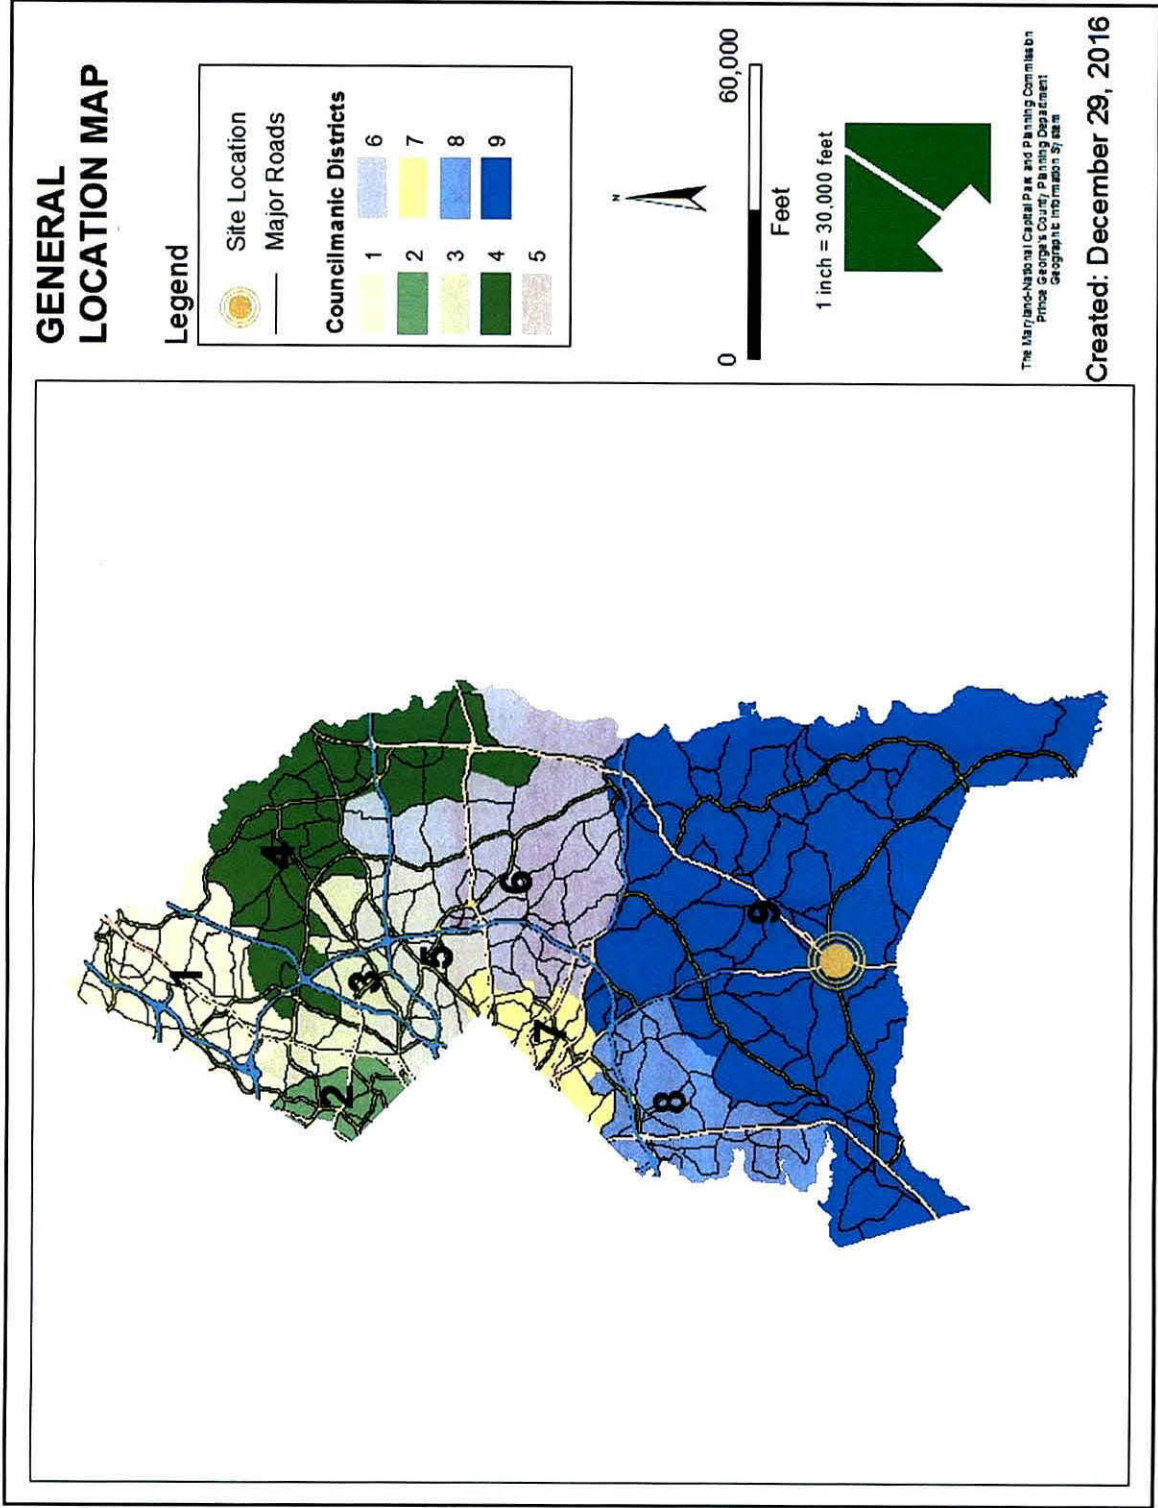 GENERAL
LOCATION MAP
Legend
Site Location
Major Roads
Councilmanic Districts
1
2
3
4
5
6
7
8
9
N
0
60,000
Feet
1 inch = 30,000 feet
The Maryland-National Capital Park and Planning Commission
Prince George's County Planning Department
Geographic Information System
Created: December 29, 2016
1
2
3
4
5
6
7
8
9